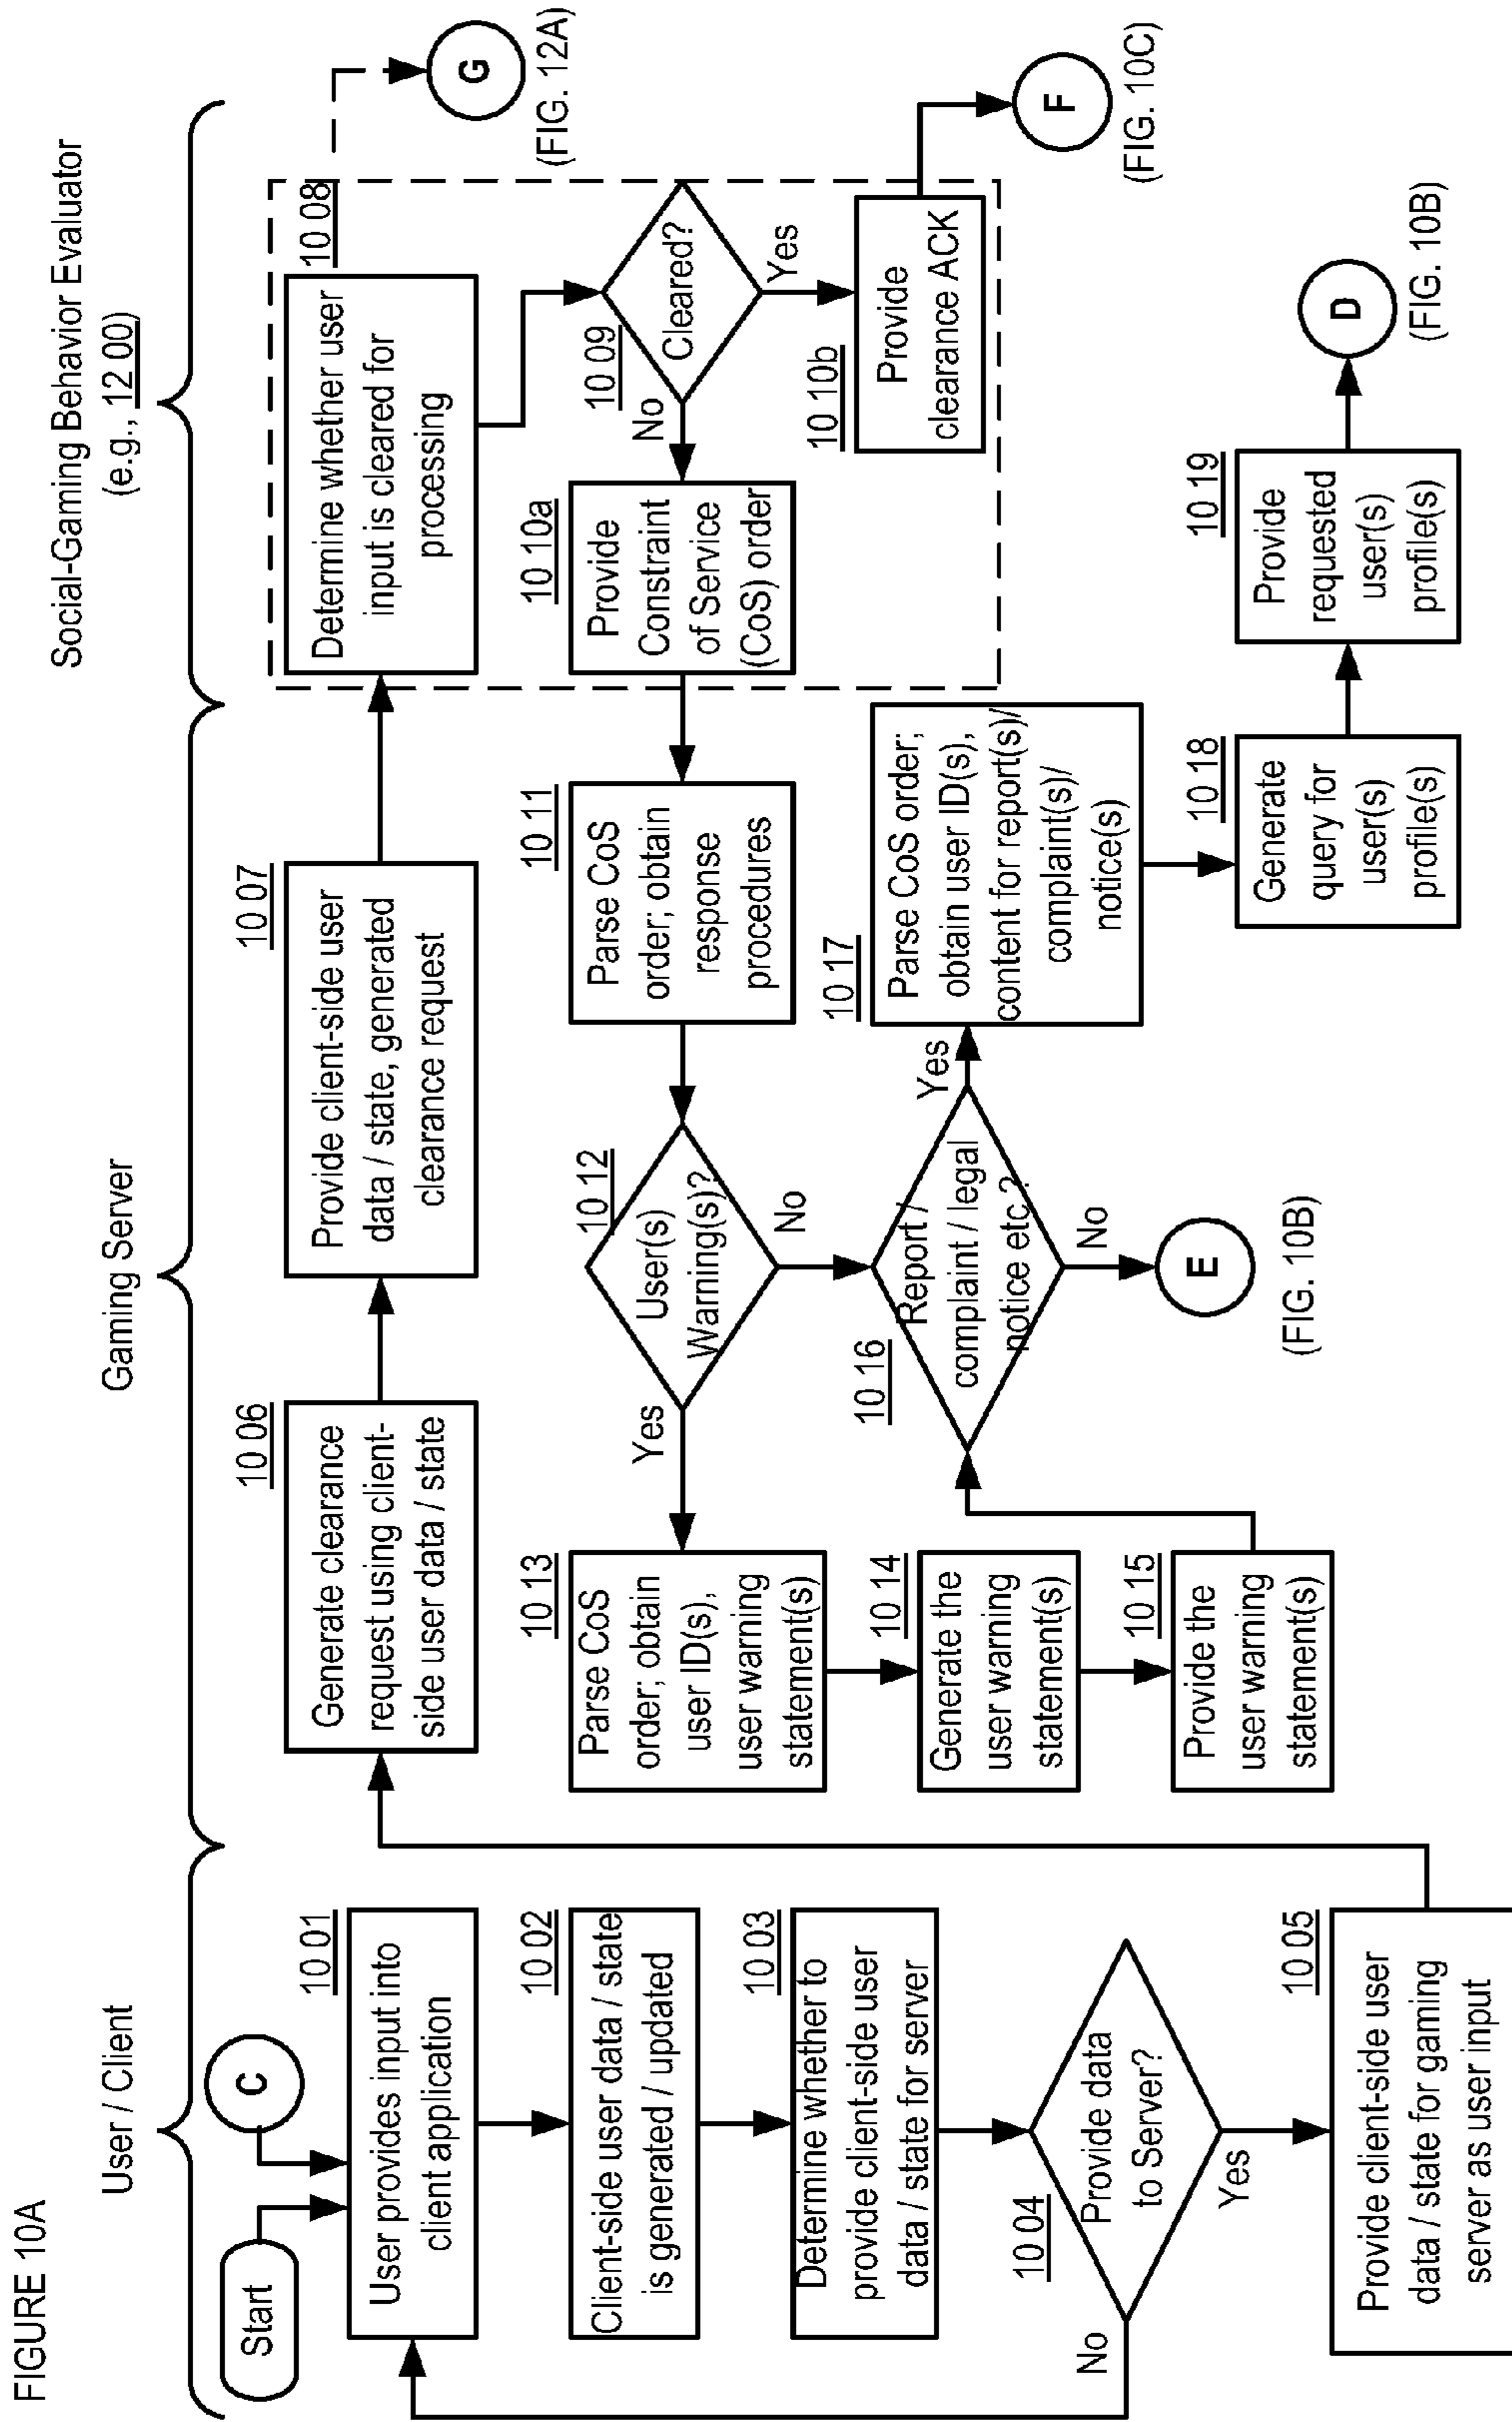 FIGURE 10A
User / Client
Gaming Server
Social-Gaming Behavior Evaluator
(e.g., 12 00)
Start
C
10 01
User provides input into
client application
10 02
Client-side user data / state
is generated / updated
10 03
Determine whether to
provide client-side user
data / state for server
10 04
Provide data
to Server?
No
Yes
10 05
Provide client-side user
data / state for gaming
server as user input
10 06
Generate clearance
request using client-
side user data / state
10 07
Provide client-side user
data / state, generated
clearance request
10 08
Determine whether user
input is cleared for
processing
G
(FIG. 12A)
10 09
Cleared?
No
Yes
10 10a
Provide
Constraint
of Service
(CoS) order
10 10b
Provide
clearance ACK
F
(FIG. 10C)
10 11
Parse CoS
order; obtain
response
procedures
10 12
User(s)
Warning(s)?
Yes
No
10 13
Parse CoS
order; obtain
user ID(s),
user warning
statement(s)
10 14
Generate the
user warning
statement(s)
10 15
Provide the
user warning
statement(s)
10 16
Report /
complaint / legal
notice etc.?
Yes
No
E
(FIG. 10B)
10 17
Parse CoS order;
obtain user ID(s),
content for report(s)/
complaint(s)/
notice(s)
10 18
Generate
query for
user(s)
profile(s)
10 19
Provide
requested
user(s)
profile(s)
D
(FIG. 10B)